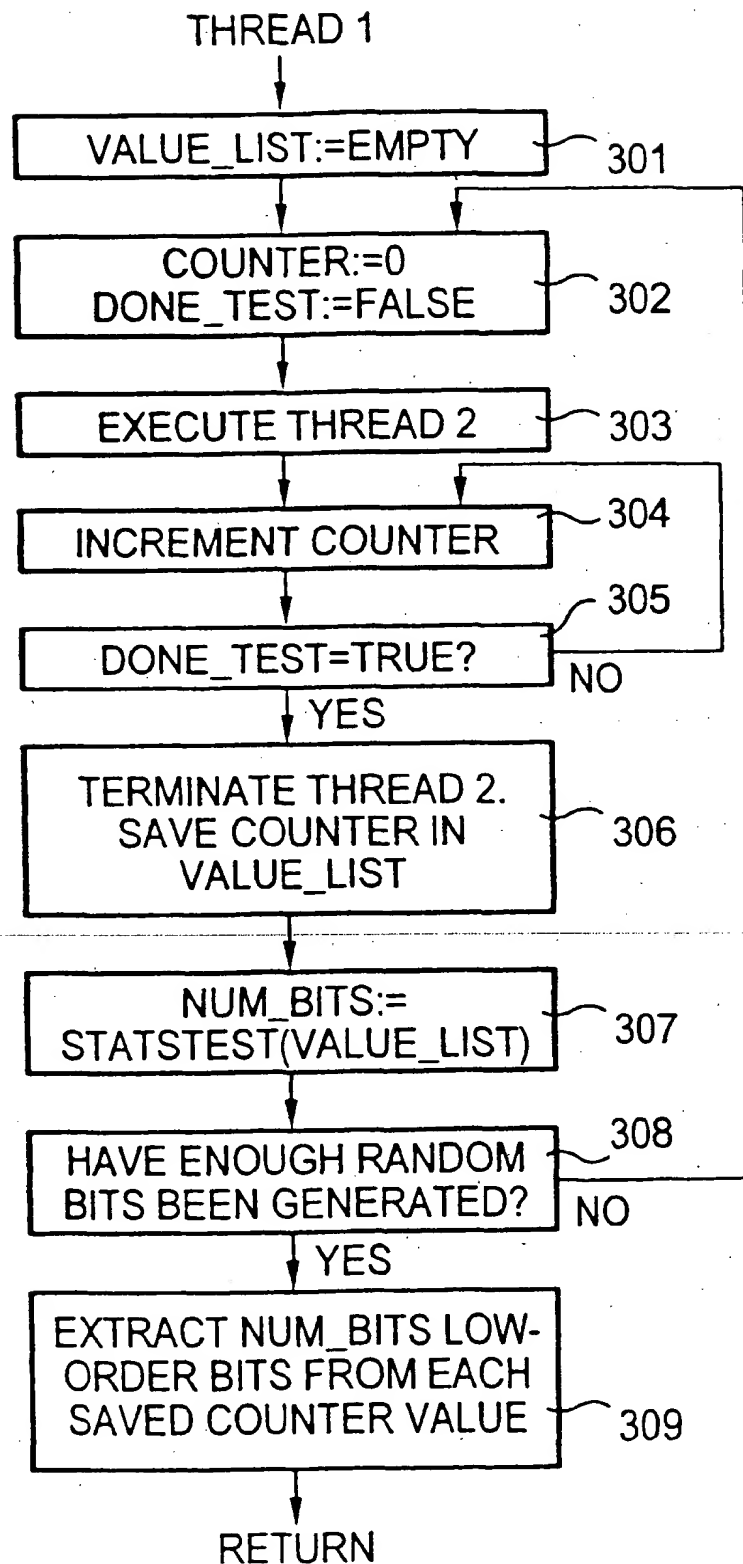 THREAD 1
VALUE_LIST:=EMPTY
301
COUNTER:=0
DONE_TEST:=FALSE
302
EXECUTE THREAD 2
303
INCREMENT COUNTER
304
DONE_TEST=TRUE?
305
NO
YES
TERMINATE THREAD 2.
SAVE COUNTER IN
VALUE_LIST
306
NUM_BITS:=
STATSTEST(VALUE_LIST)
307
HAVE ENOUGH RANDOM
BITS BEEN GENERATED?
308
NO
YES
EXTRACT NUM_BITS LOW-
ORDER BITS FROM EACH
SAVED COUNTER VALUE
309
RETURN